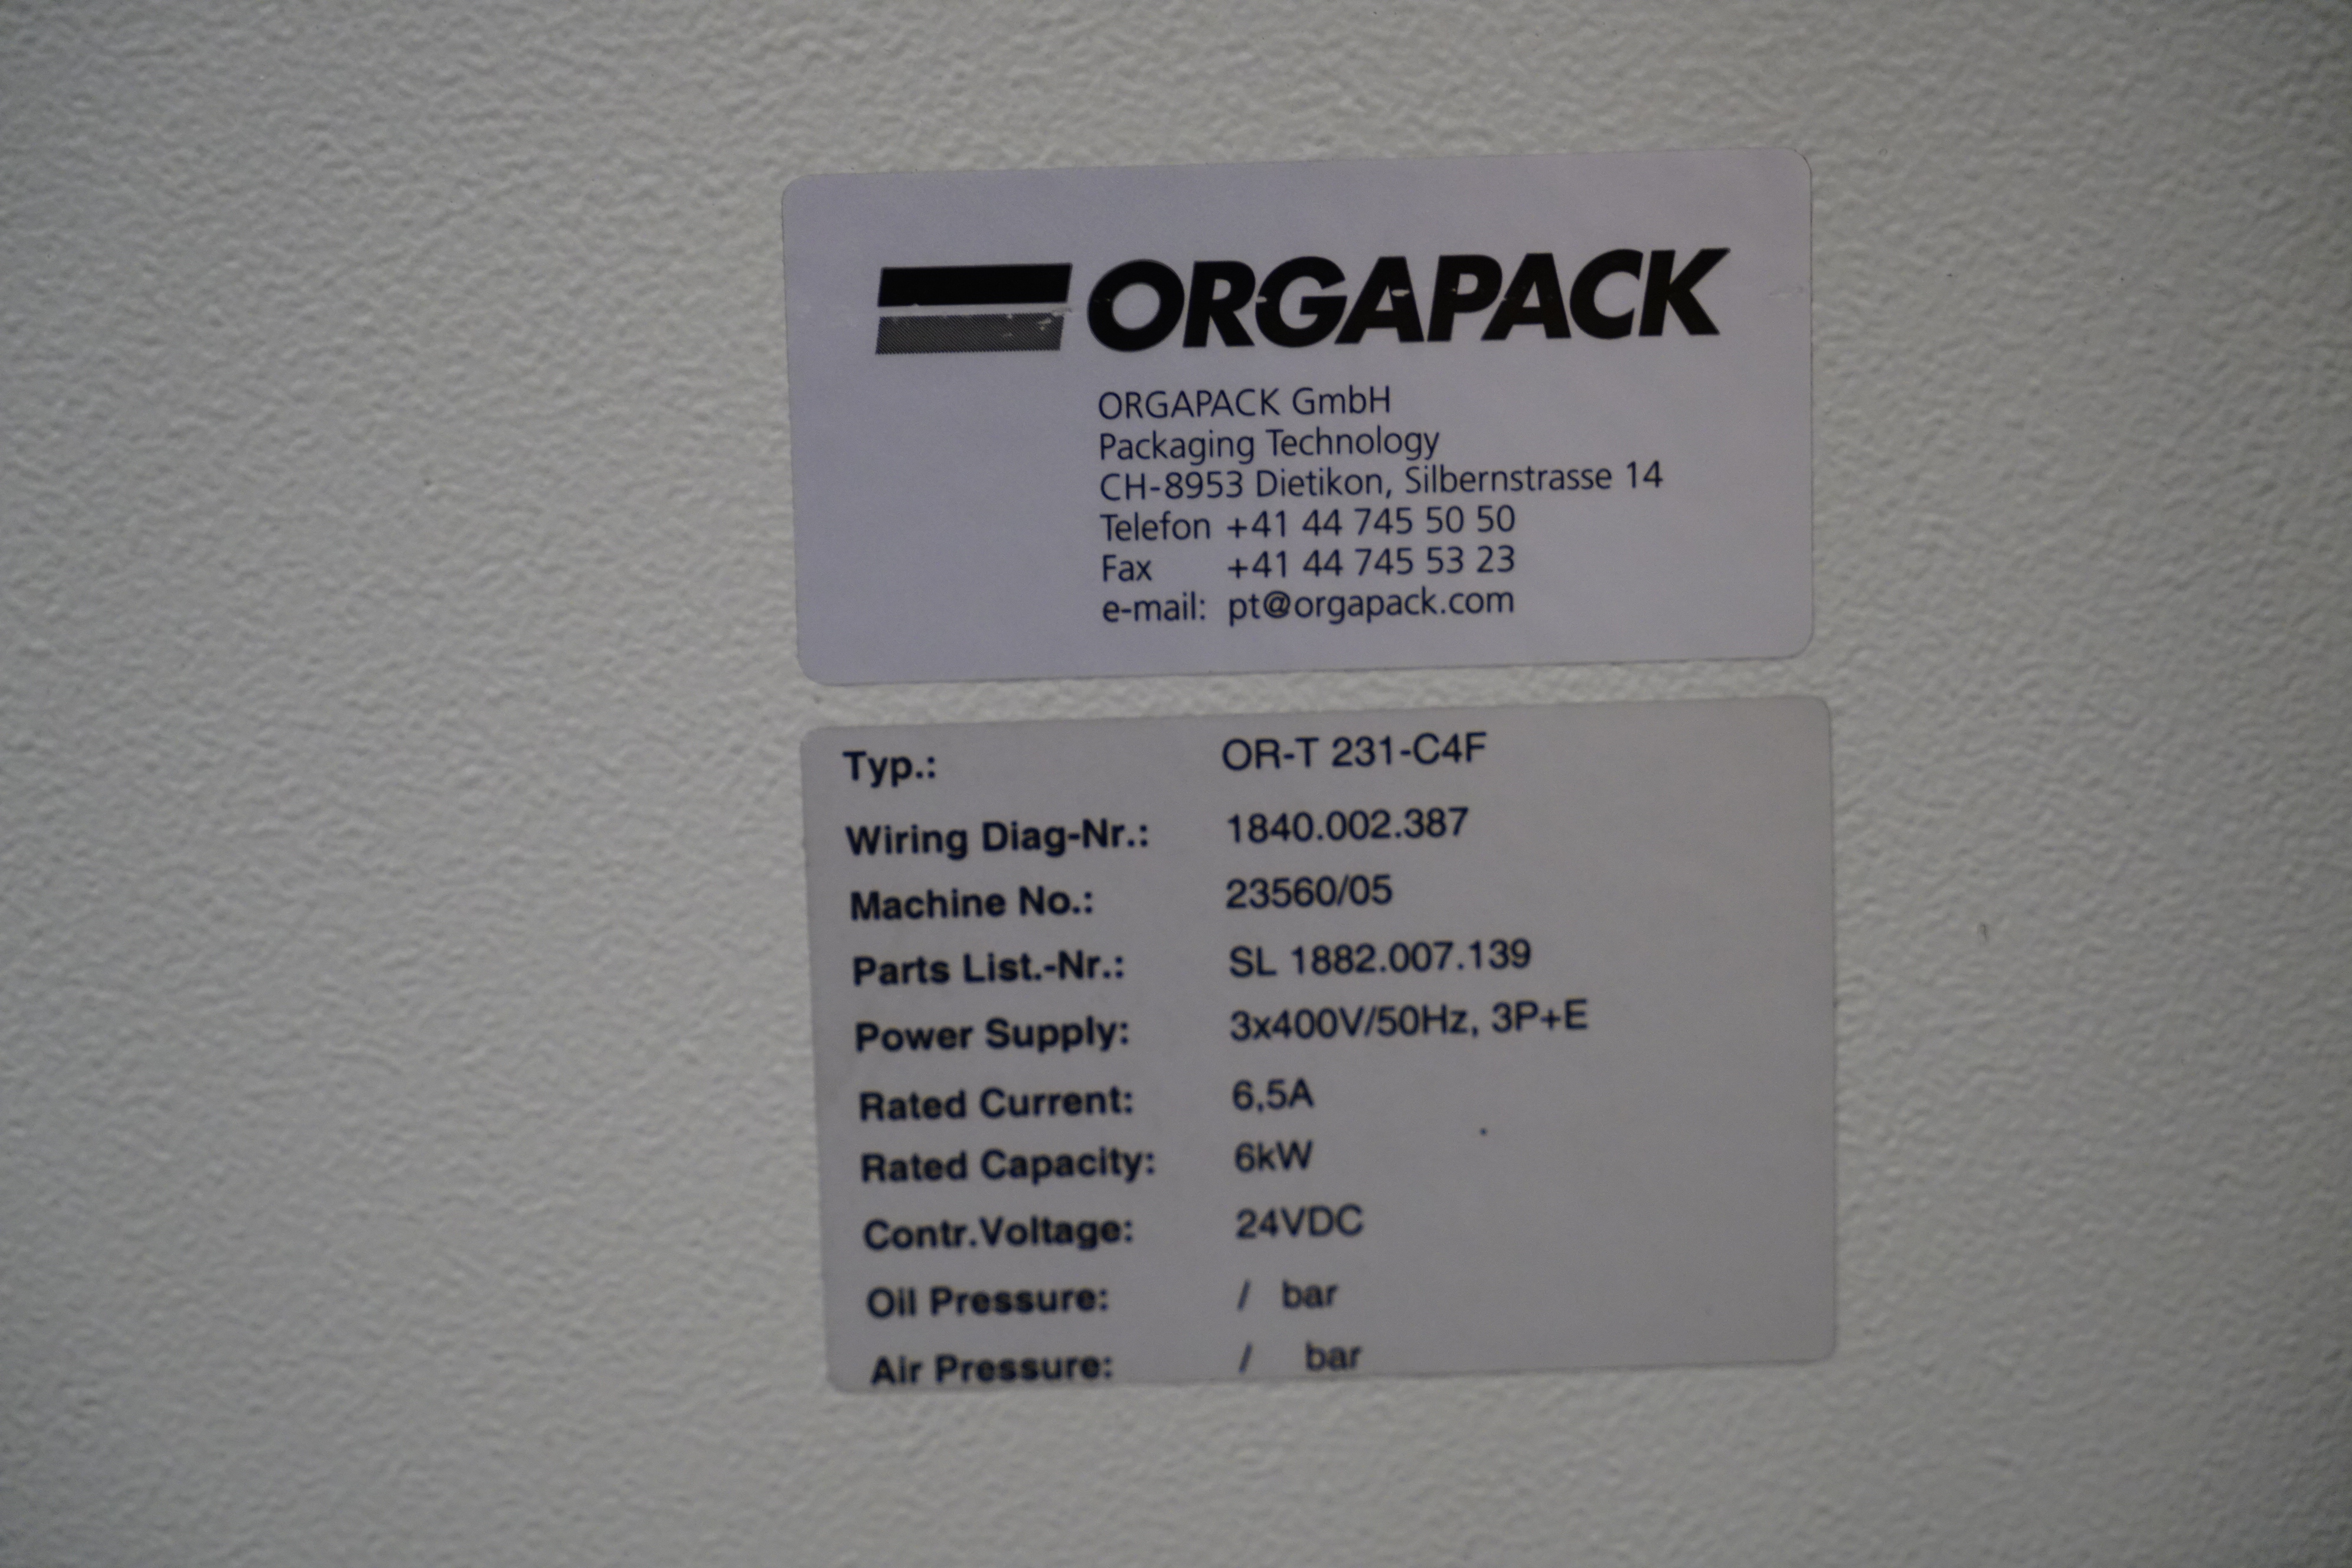 ORGAPACK
ORGAPACK GmbH
Packaging Technology
CH-8953 Dietikon, Silbernstrasse 14
Telefon +41 44 745 50 50
Fax +41 44 745 53 23
e-mail: pt@orgapack.com
Typ.: OR-T 231-C4F
Wiring Diag-Nr.: 1840.002.387
Machine No.: 23560/05
Parts List.-Nr.: SL 1882.007.139
Power Supply: 3x400V/50Hz, 3P+E
Rated Current: 6,5A
Rated Capacity: 6kW
Contr.Voltage: 24VDC
Oil Pressure: / bar
Air Pressure: / bar